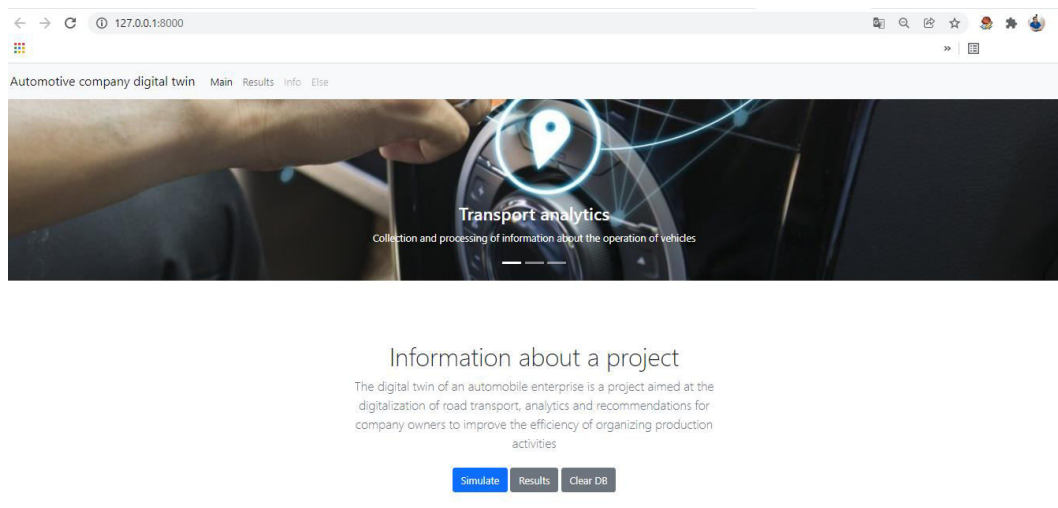 127.0.0.1:8000
»
Automotive company digital twin Main Results Info Else
Transport analytics
Collection and processing of information about the operation of vehicles
Information about a project
The digital twin of an automobile enterprise is a project aimed at the
digitalization of road transport, analytics and recommendations for
company owners to improve the efficiency of organizing production
activities
Simulate Results Clear DB